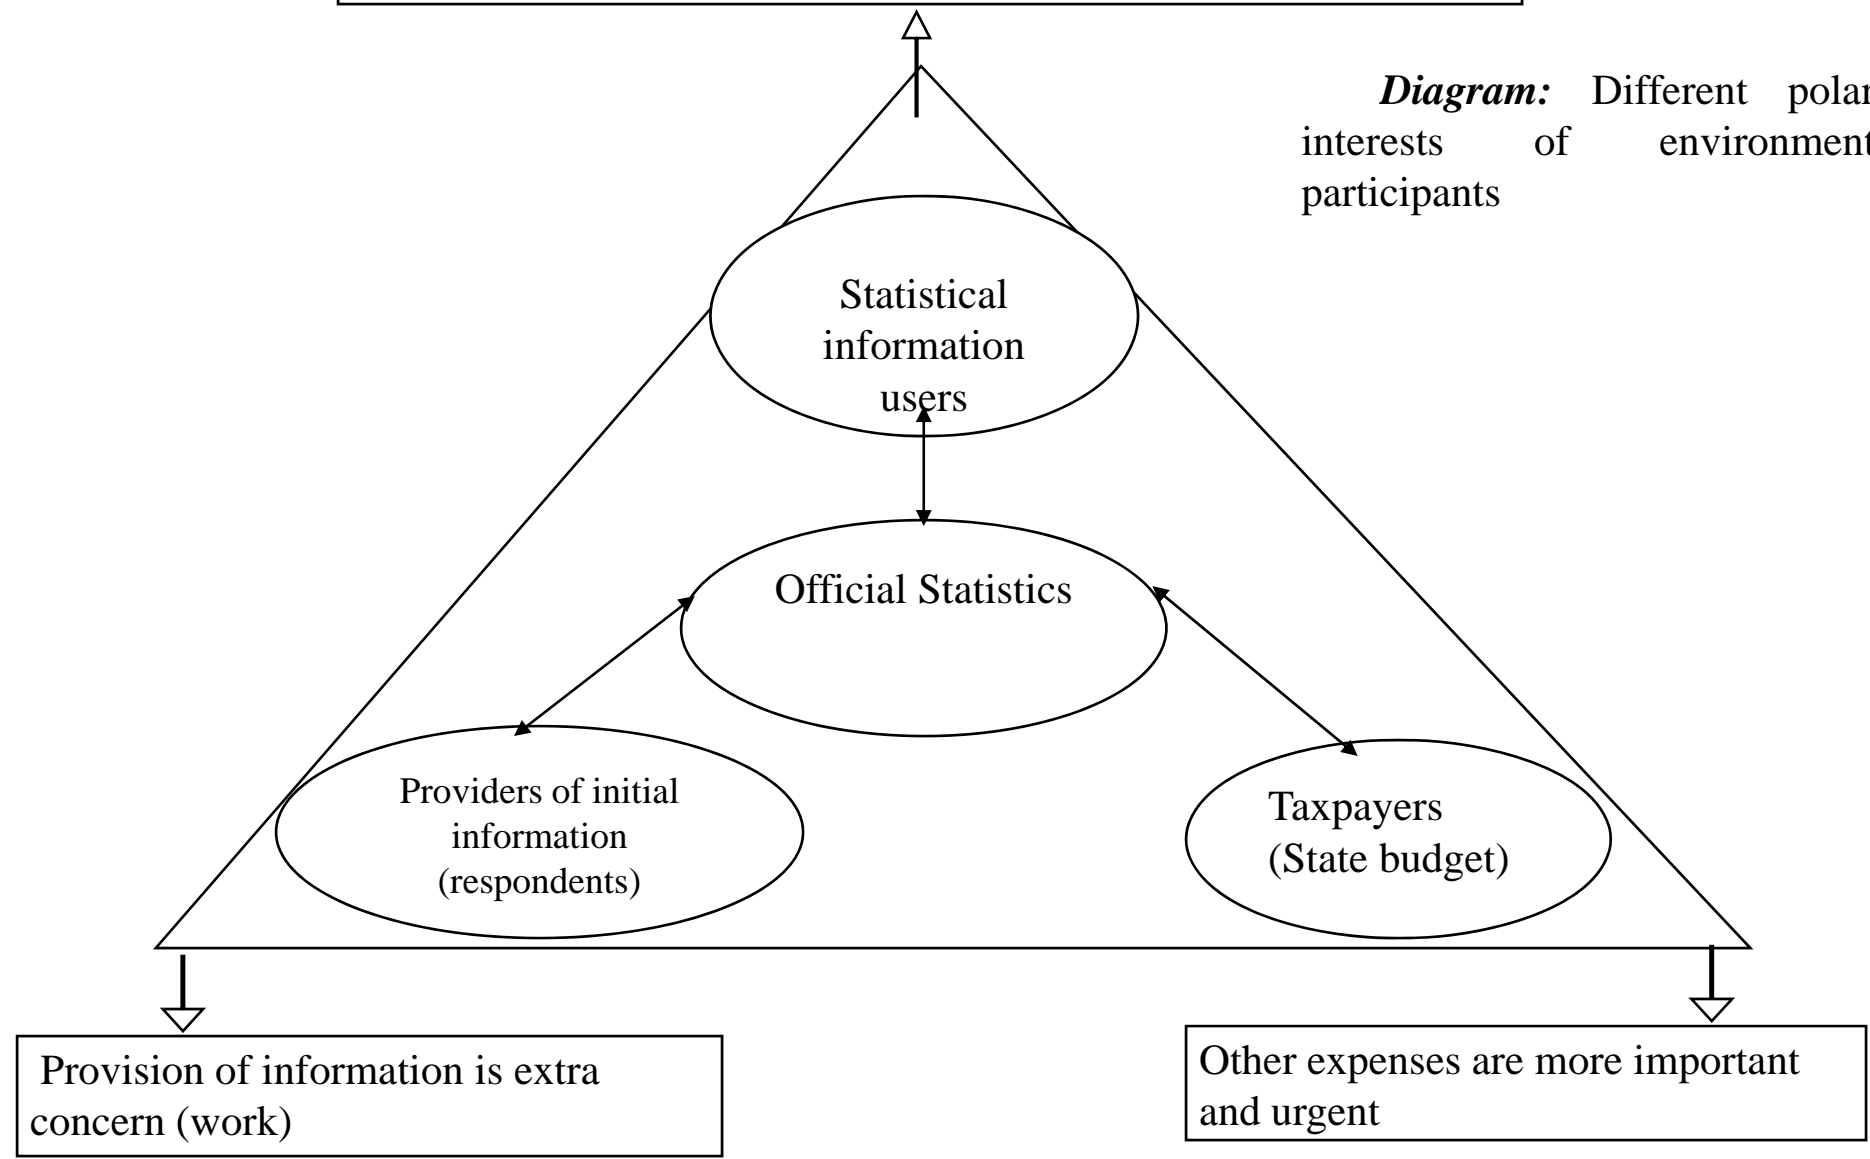 Diagram: Different polar
interests of environment
participants
Statistical
information
users
Official Statistics
Providers of initial
information
(respondents)
Taxpayers
(State budget)
Provision of information is extra
concern (work)
Other expenses are more important
and urgent